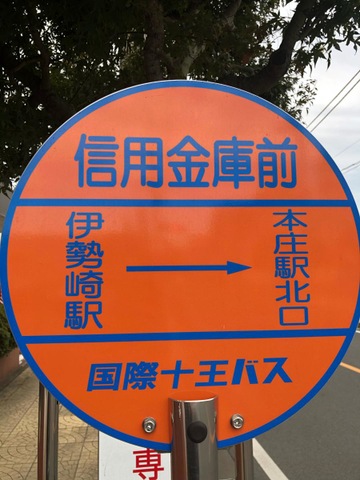 信用金庫前
伊勢崎駅
本庄駅北口
国際十王バス
専